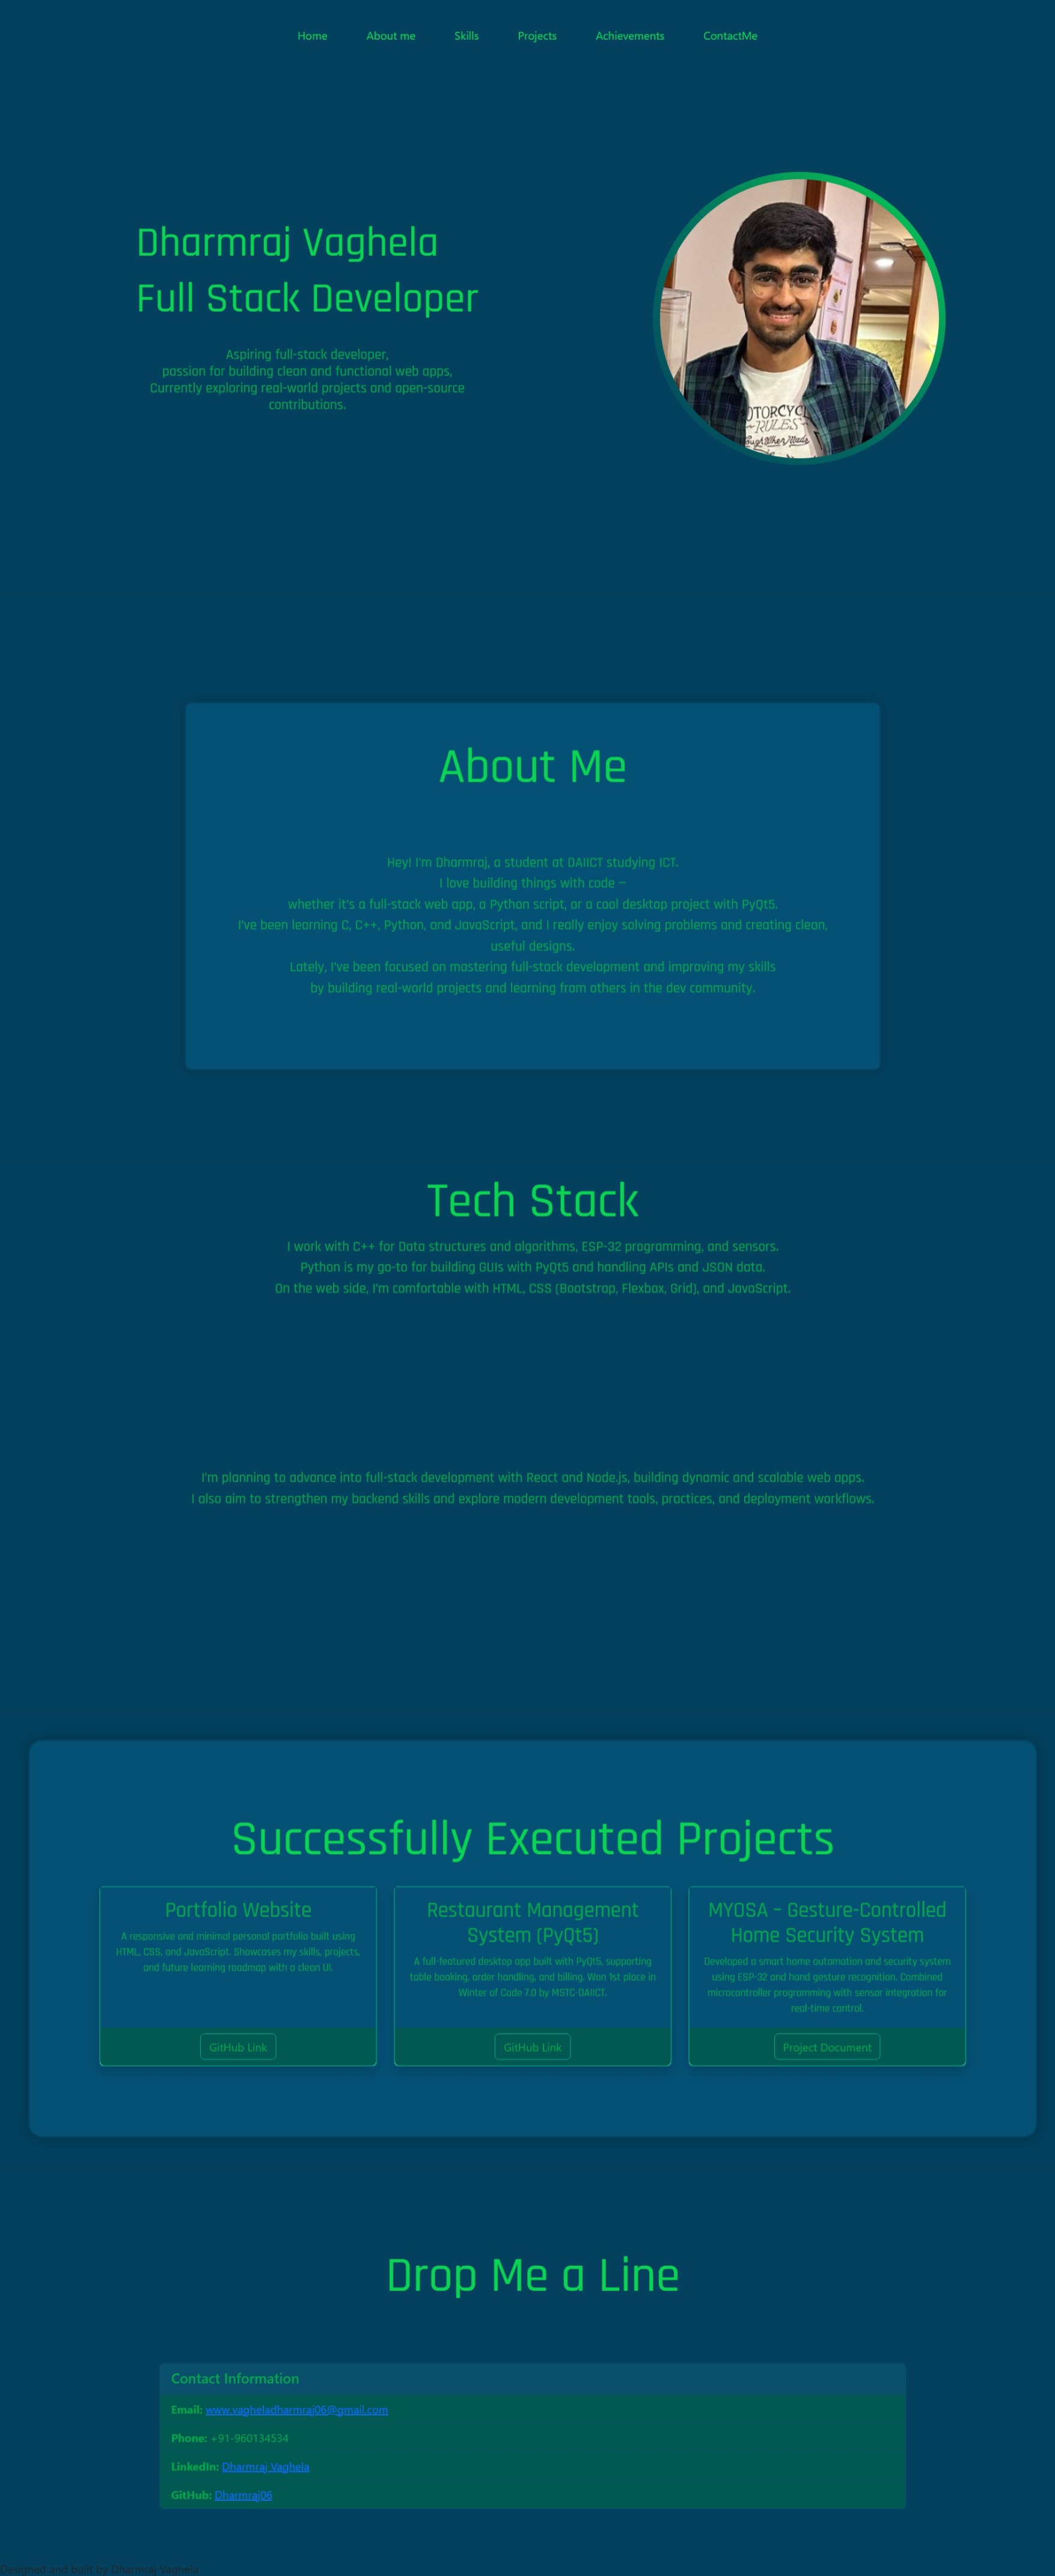 Home About me Skills Projects Achievements ContactMe
Dharmraj Vaghela
Full Stack Developer
Aspiring full-stack developer,
passion for building clean and functional web apps,
Currently exploring real-world projects and open-source
contributions.
OTORCYCL
RULES
About Me
Hey! I'm Dharmraj, a student at DAIICT studying ICT.
I love building things with code —
whether it's a full-stack web app, a Python script, or a cool desktop project with PyQt5.
I've been learning C, C++, Python, and JavaScript, and I really enjoy solving problems and creating clean,
useful designs.
Lately, I've been focused on mastering full-stack development and improving my skills
by building real-world projects and learning from others in the dev community.
Tech Stack
I work with C++ for Data structures and algorithms, ESP-32 programming, and sensors.
Python is my go-to for building GUIs with PyQt5 and handling APIs and JSON data.
On the web side, I'm comfortable with HTML, CSS (Bootstrap, Flexbox, Grid), and JavaScript.
I'm planning to advance into full-stack development with React and Node.js, building dynamic and scalable web apps.
I also aim to strengthen my backend skills and explore modern development tools, practices, and deployment workflows.
Successfully Executed Projects
Portfolio Website
A responsive and minimal personal portfolio built using
HTML, CSS, and JavaScript. Showcases my skills, projects,
and future learning roadmap with a clean UI.
GitHub Link
Restaurant Management
System (PyQt5)
A full-featured desktop app built with PyQt5, supporting
table booking, order handling, and billing. Won 1st place in
Winter of Code 7.0 by MSTC-DAIICT.
GitHub Link
MYOSA – Gesture-Controlled
Home Security System
Developed a smart home automation and security system
using ESP-32 and hand gesture recognition. Combined
microcontroller programming with sensor integration for
real-time control.
Project Document
Drop Me a Line
Contact Information
Email: www.vagheladharmraj06@gmail.com
Phone: +91-960134534
LinkedIn: Dharmraj Vaghela
GitHub: Dharmraj06
Designed and built by Dharmraj Vaghela